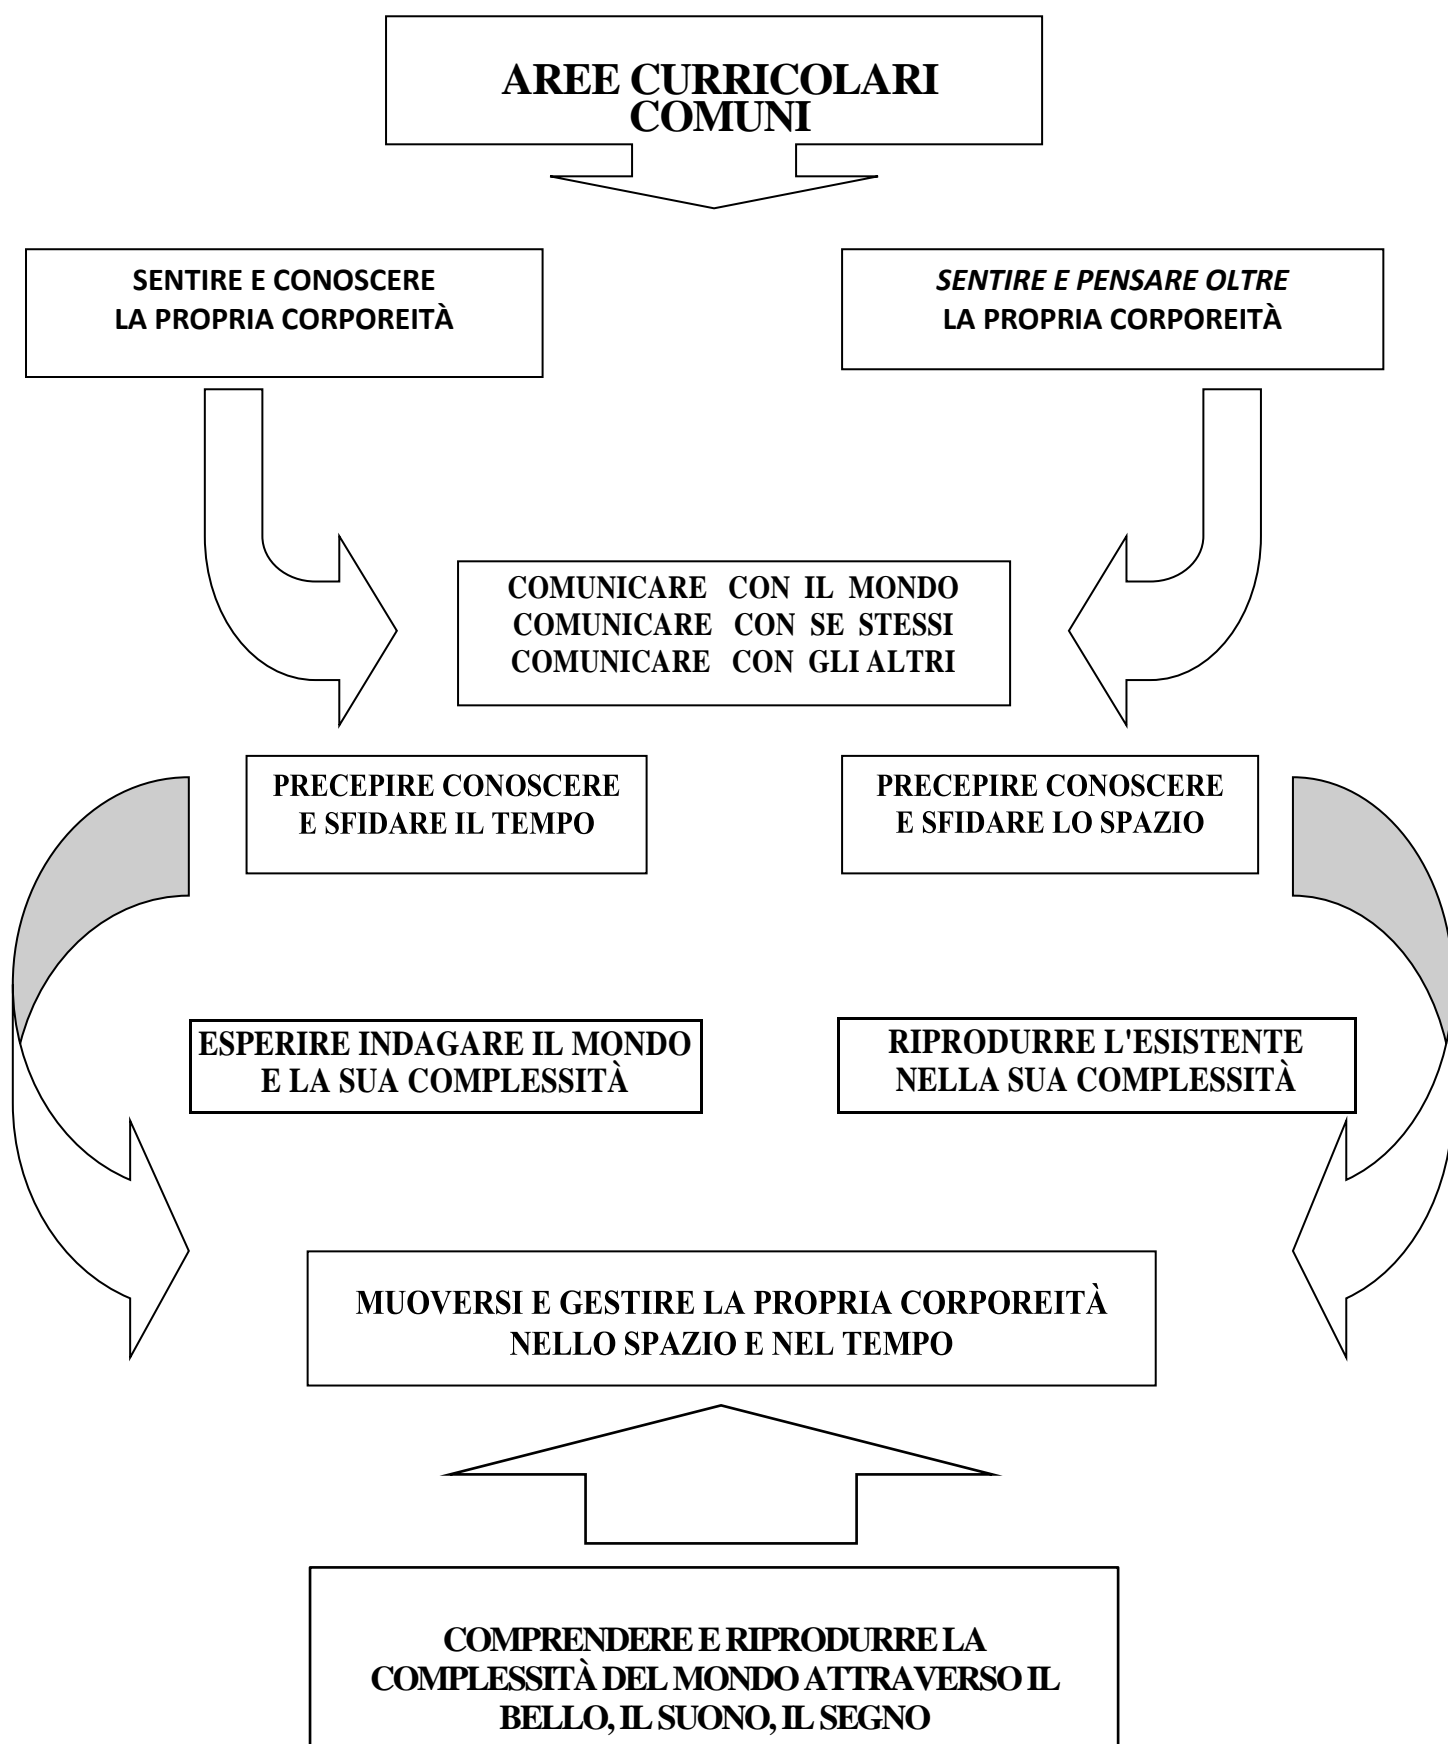 AREE CURRICOLARI
COMUNI
SENTIRE E CONOSCERE
LA PROPRIA CORPOREITÀ
SENTIRE E PENSARE OLTRE
LA PROPRIA CORPOREITÀ
COMUNICARE CON IL MONDO
COMUNICARE CON SE STESSI
COMUNICARE CON GLI ALTRI
PRECEPIRE CONOSCERE
E SFIDARE IL TEMPO
PRECEPIRE CONOSCERE
E SFIDARE LO SPAZIO
ESPERIRE INDAGARE IL MONDO
E LA SUA COMPLESSITÀ
RIPRODURRE L'ESISTENTE
NELLA SUA COMPLESSITÀ
MUOVERSI E GESTIRE LA PROPRIA CORPOREITÀ
NELLO SPAZIO E NEL TEMPO
COMPRENDERE E RIPRODURRE LA
COMPLESSITÀ DEL MONDO ATTRAVERSO IL
BELLO, IL SUONO, IL SEGNO